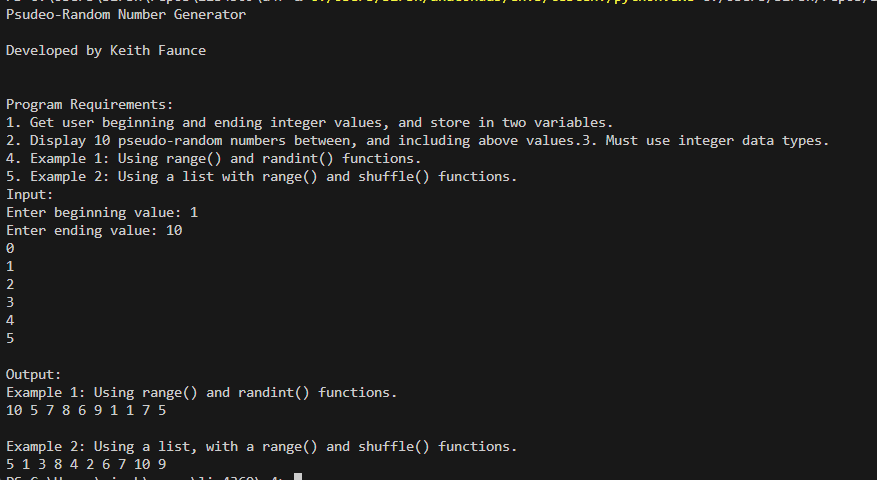 Psudeo-Random Number Generator
Developed by Keith Faunce
Program Requirements:
1. Get user beginning and ending integer values, and store in two variables.
2. Display 10 pseudo-random numbers between, and including above values.3. Must use integer data types.
4. Example 1: Using range() and randint() functions.
5. Example 2: Using a list with range() and shuffle() functions.
Input:
Enter beginning value: 1
Enter ending value: 10
0
1
2
3
4
5
Output:
Example 1: Using range() and randint() functions.
10 5 7 8 6 9 1 1 7 5
Example 2: Using a list, with a range() and shuffle() functions.
5 1 3 8 4 2 6 7 10 9